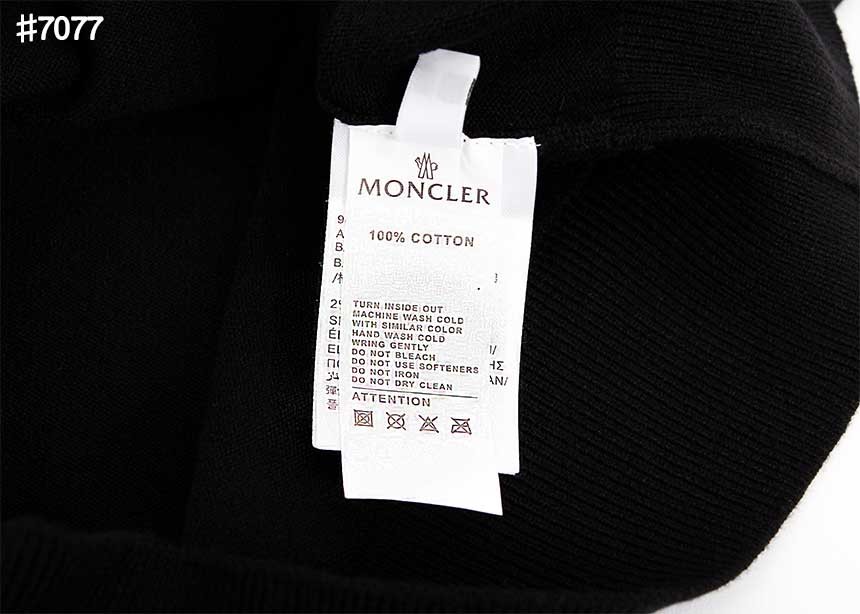 #7077
MONCLER
100% COTTON
TURN INSIDE OUT
MACHINE WASH COLD
WITH SIMILAR COLOR
HAND WASH COLD
WRING GENTLY
DO NOT BLEACH
DO NOT USE SOFTENERS
DO NOT IRON
DO NOT DRY CLEAN
ATTENTION